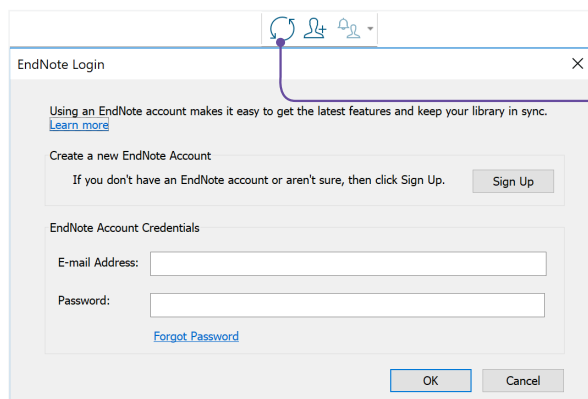 EndNote Login
Using an EndNote account makes it easy to get the latest features and keep your library in sync.
Learn more
Create a new EndNote Account
If you don't have an EndNote account or aren't sure, then click Sign Up.
Sign Up
EndNote Account Credentials
E-mail Address:
Password:
Forgot Password
OK
Cancel